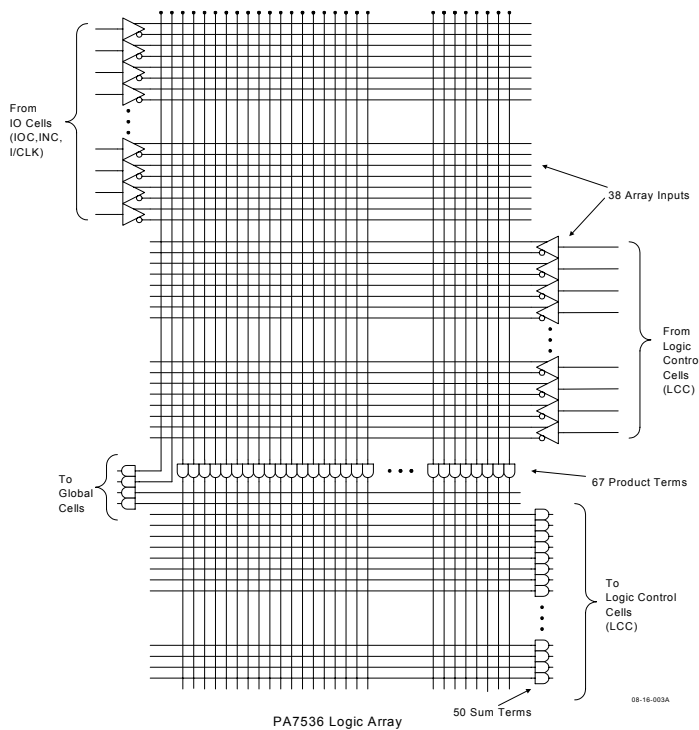 From
IO Cells
(IOC,INC,
I/CLK)
38 Array Inputs
From
Logic
Control
Cells
(LCC)
To
Global
Cells
67 Product Terms
To
Logic Control
Cells
(LCC)
50 Sum Terms
08-16-003A
PA7536 Logic Array